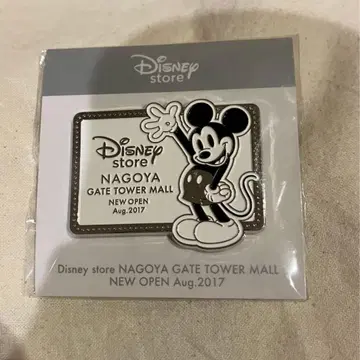 Disney
store
Disney
store
NAGOYA
GATE TOWER MALL
NEW OPEN
Aug.2017
Disney store NAGOYA GATE TOWER MALL
NEW OPEN Aug.2017